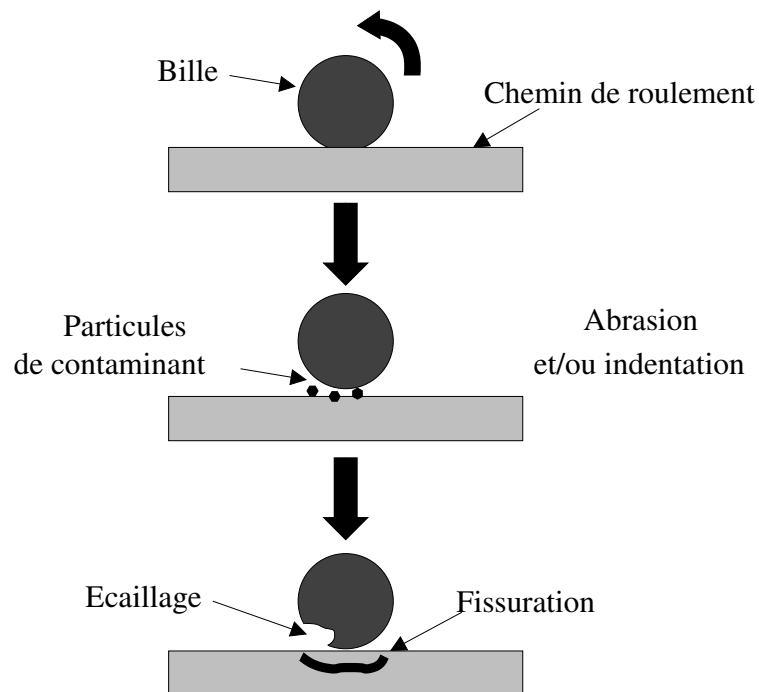 Bille
Chemin de roulement
Particules
de contaminant
Abrasion
et/ou indentation
Ecaillage
Fissuration